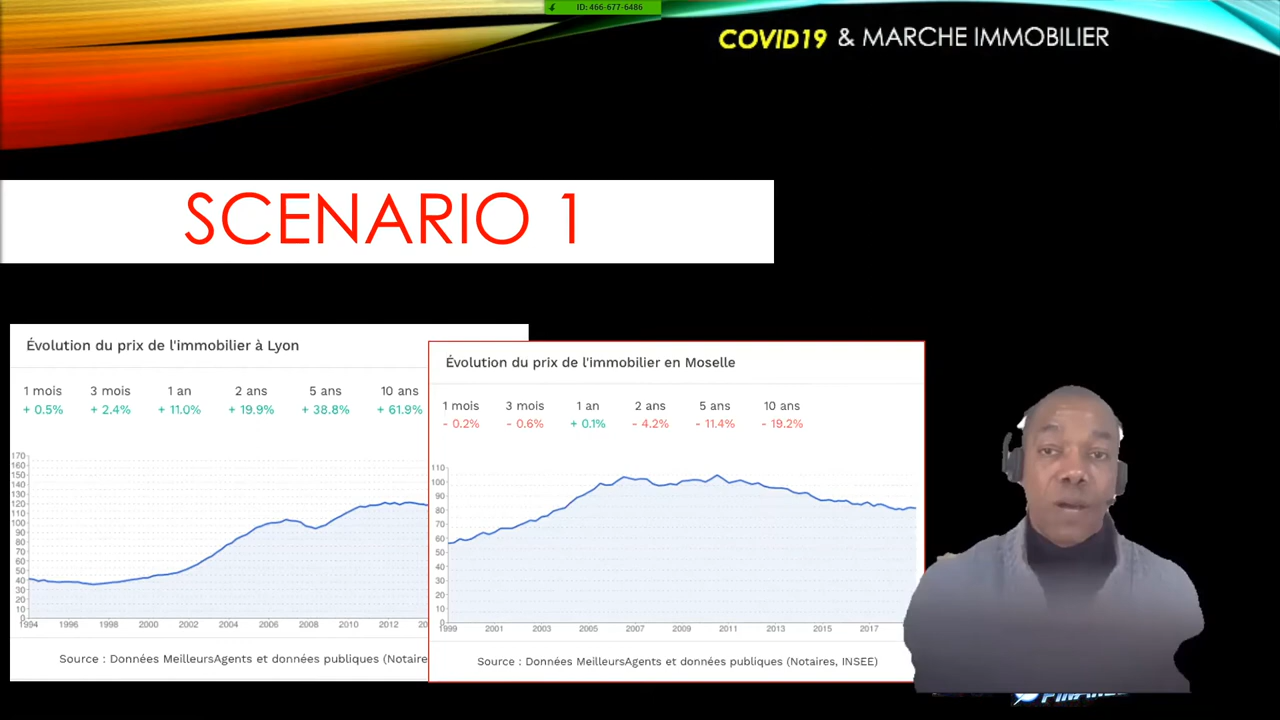 ID: 466-677-6486
COVID19 & MARCHE IMMOBILIER
SCENARIO 1
Évolution du prix de l'immobilier à Lyon
1 mois 3 mois 1 an 2 ans 5 ans 10 ans
+ 0.5% + 2.4% + 11.0% + 19.9% + 38.8% + 61.9%
170
160
150
140
130
120
110
100
90
80
70
60
50
40
30
20
10
0
1994 1996 1998 2000 2002 2004 2006 2008 2010 2012
Source : Données MeilleursAgents et données publiques (Notaire
Évolution du prix de l'immobilier en Moselle
1 mois 3 mois 1 an 2 ans 5 ans 10 ans
- 0.2% - 0.6% + 0.1% - 4.2% - 11.4% - 19.2%
110
100
90
80
70
60
50
40
30
20
10
0
1999 2001 2003 2005 2007 2009 2011 2013 2015 2017
Source : Données MeilleursAgents et données publiques (Notaires, INSEE)